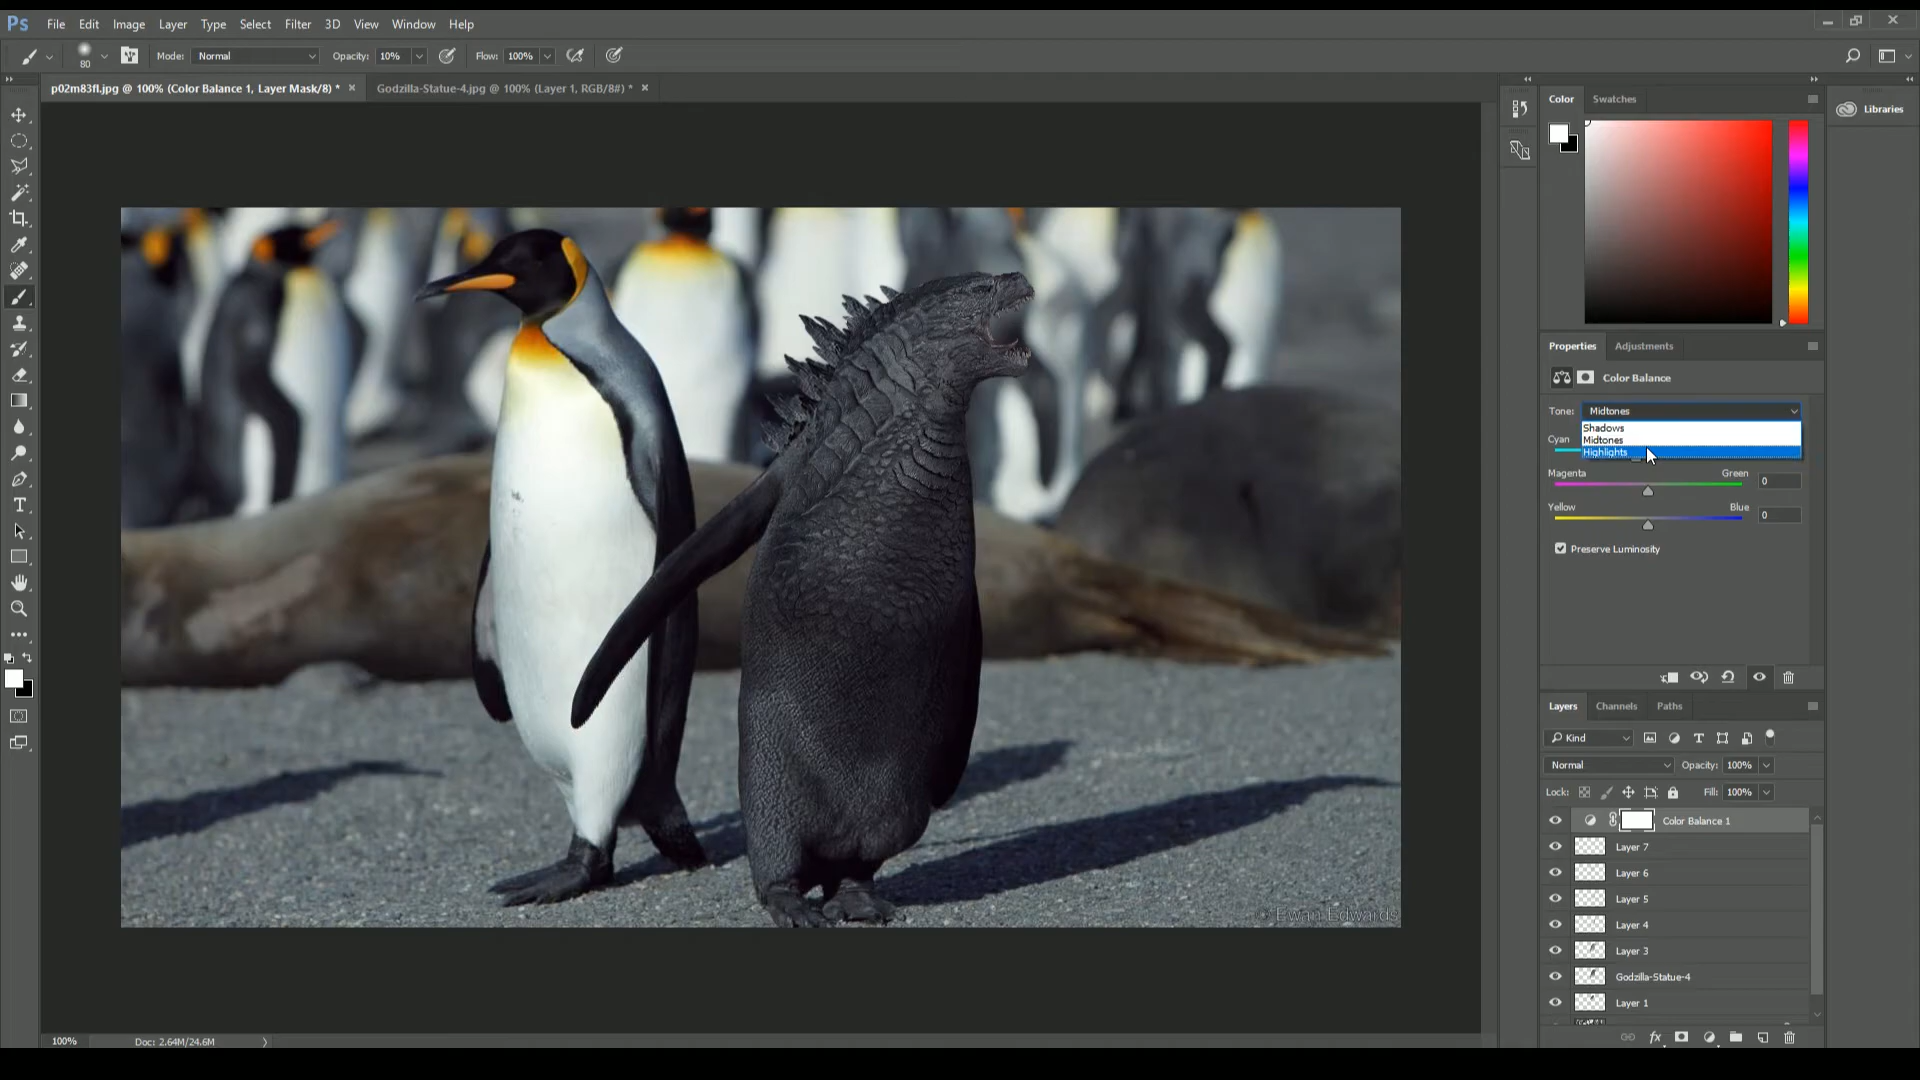 Ps File Edit Image Layer Type Select Filter 3D View Window Help
80 Mode: Normal Opacity: 10% Flow: 100%
p02m83fl.jpg @ 100% (Color Balance 1, Layer Mask/8) * × Godzilla-Statue-4.jpg @ 100% (Layer 1, RGB/8#) * ×
Color Swatches
Libraries
Properties Adjustments
Color Balance
Tone: Midtones
Shadows
Midtones
Highlights
Cyan
Magenta Green 0
Yellow Blue 0
Preserve Luminosity
Layers Channels Paths
Kind
Normal Opacity: 100%
Lock: Fill: 100%
Color Balance 1
Layer 7
Layer 6
Layer 5
Layer 4
Layer 3
Godzilla-Statue-4
Layer 1
fx
© Ewan Edwards
100% Doc: 2.64M/24.6M